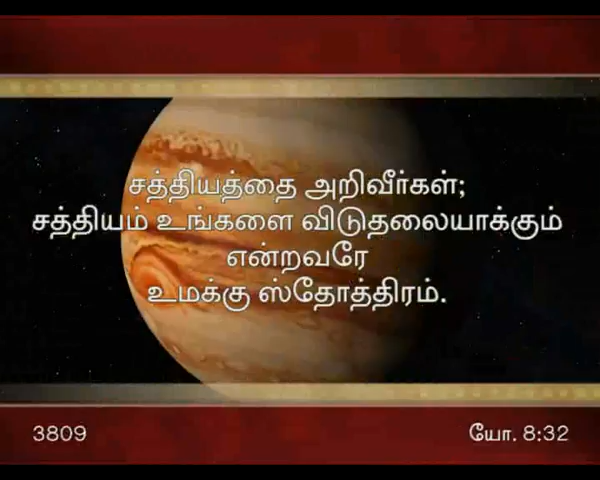 சத்தியத்தை அறிவீர்கள்;
சத்தியம் உங்களை விடுதலையாக்கும்
என்றவரே
உமக்கு ஸ்தோத்திரம்.
3809
யோ. 8:32